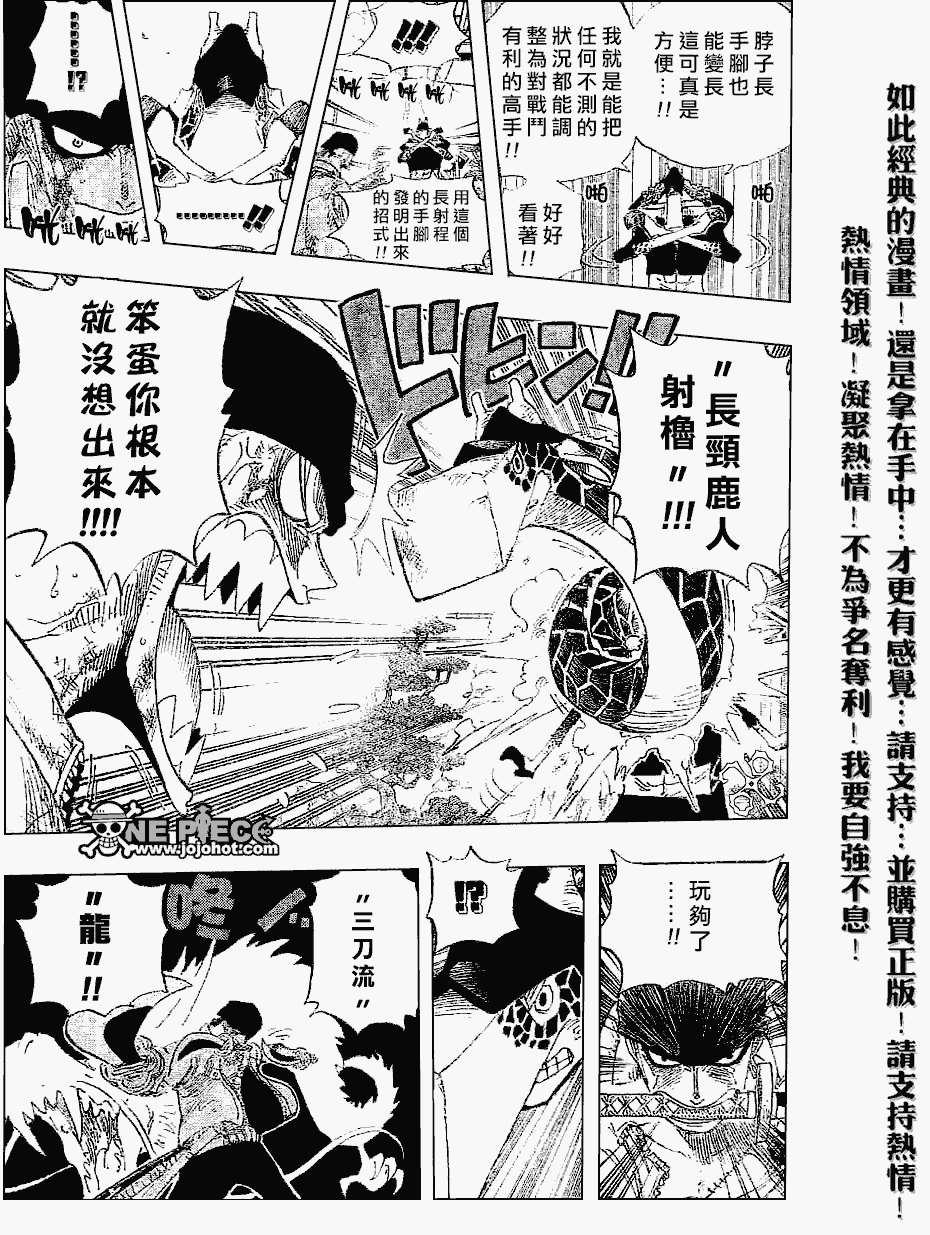 如此經典的漫畫！還是拿在手中…才更有感覺…請支持…並購買正版！請支持熱情！
熱情領域！凝聚熱情！不為爭名奪利！我要自強不息！
脖子長
手腳也
能變長
這可真是
方便…!!
我就是能把
任何不測的
狀況都能調
整為對戰鬥
有利的高手
!!
好好
看著!!
!!!
用這個
長射程
的手腳
發明出來
的招式!!
………!!
………!?
〝長頸鹿人
射櫓〞!!!
ドドーン!!
笨蛋你根本
就沒想出來!!!!
ONE PIECE
www.jojohot.com
玩夠了
……!!
!?
〝三刀流〞
咚
〝龍〞!!